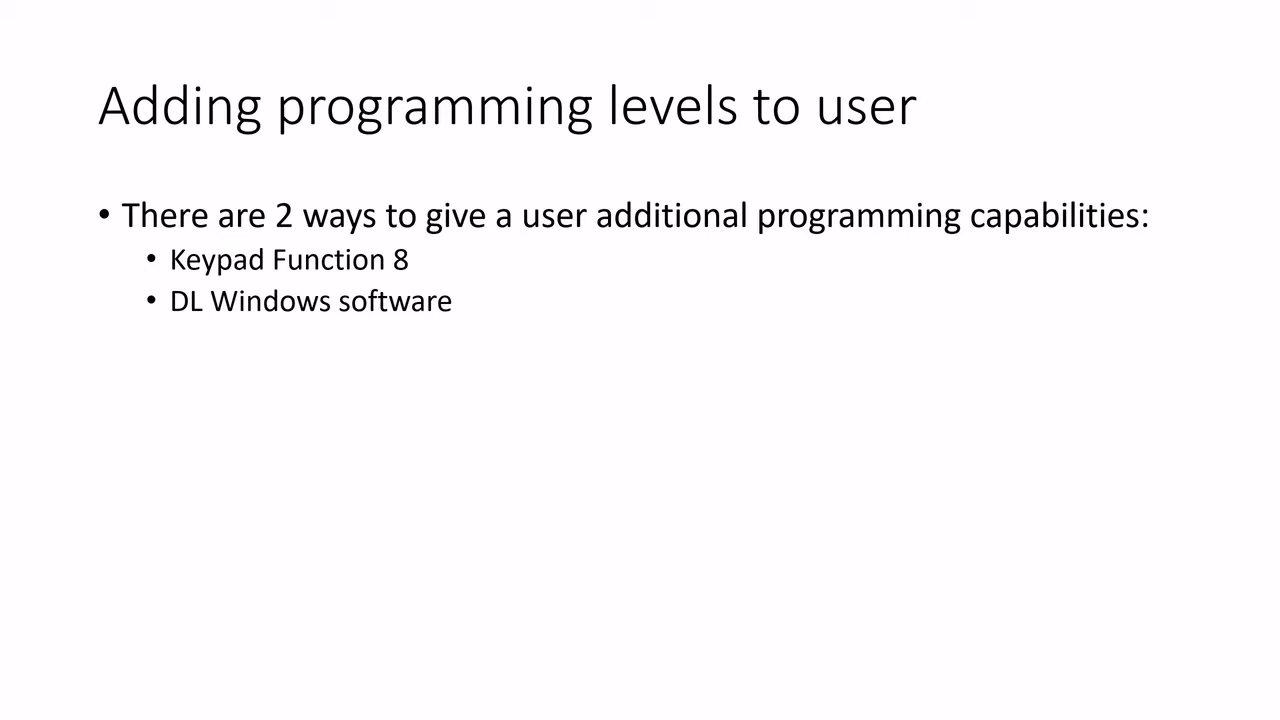 Adding programming levels to user
• There are 2 ways to give a user additional programming capabilities:
• Keypad Function 8
• DL Windows software